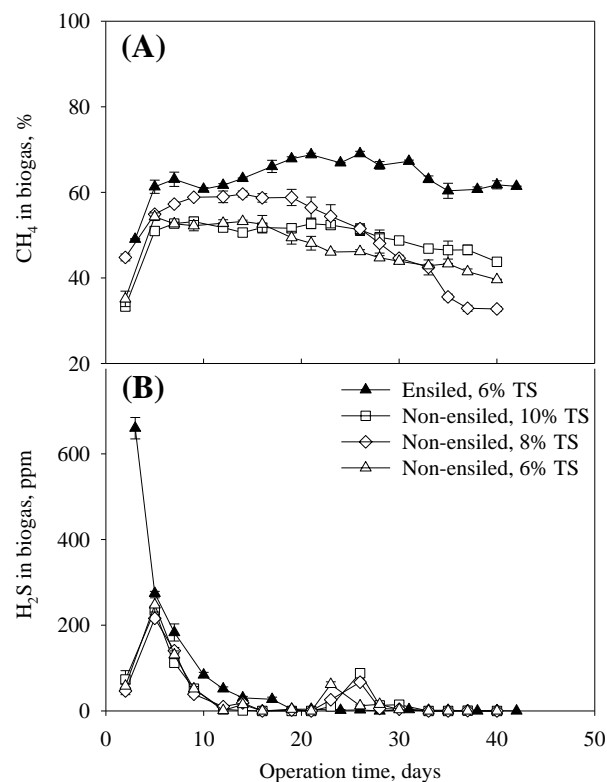 100
(A)
80
60
40
20
CH₄ in biogas, %
(B)
Ensiled, 6% TS
Non-ensiled, 10% TS
Non-ensiled, 8% TS
Non-ensiled, 6% TS
600
400
200
0
H₂S in biogas, ppm
0 10 20 30 40 50
Operation time, days